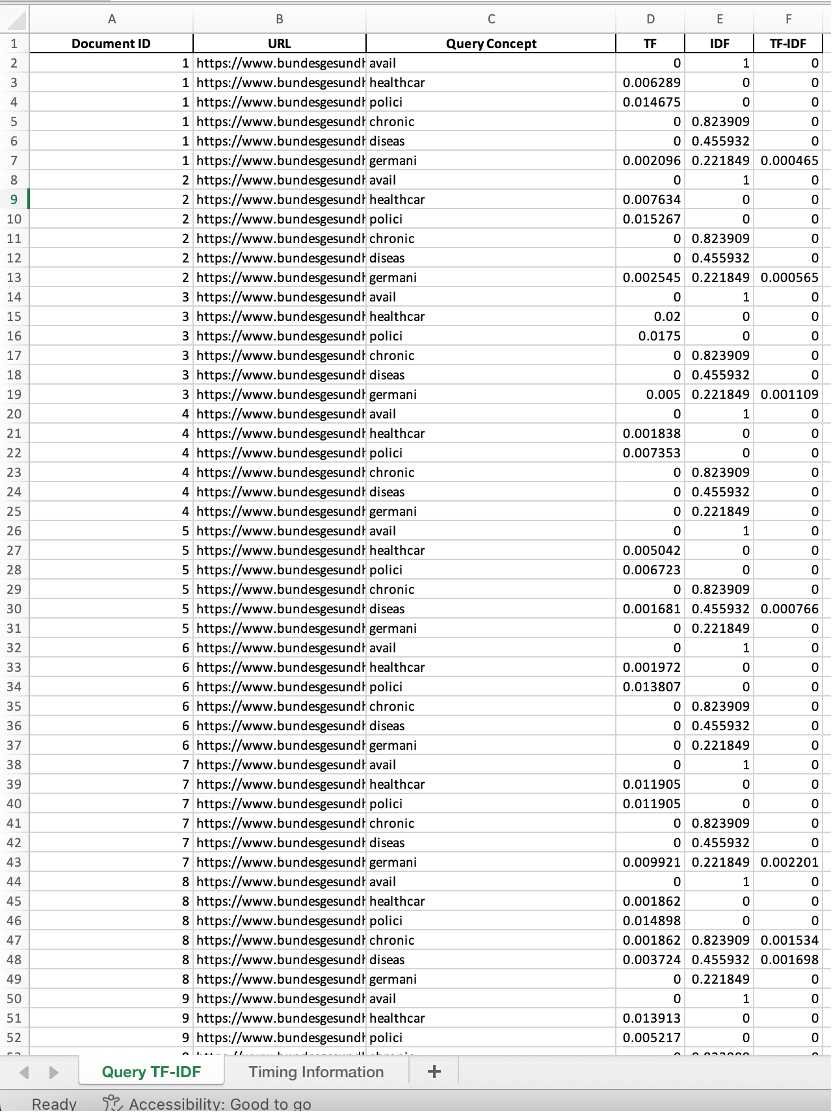 A B C D E F
1 Document ID URL Query Concept TF IDF TF-IDF
2 1 https://www.bundesgesundh avail 0 1 0
3 1 https://www.bundesgesundh healthcar 0.006289 0 0
4 1 https://www.bundesgesundh polici 0.014675 0 0
5 1 https://www.bundesgesundh chronic 0 0.823909 0
6 1 https://www.bundesgesundh diseas 0 0.455932 0
7 1 https://www.bundesgesundh germani 0.002096 0.221849 0.000465
8 2 https://www.bundesgesundh avail 0 1 0
9 2 https://www.bundesgesundh healthcar 0.007634 0 0
10 2 https://www.bundesgesundh polici 0.015267 0 0
11 2 https://www.bundesgesundh chronic 0 0.823909 0
12 2 https://www.bundesgesundh diseas 0 0.455932 0
13 2 https://www.bundesgesundh germani 0.002545 0.221849 0.000565
14 3 https://www.bundesgesundh avail 0 1 0
15 3 https://www.bundesgesundh healthcar 0.02 0 0
16 3 https://www.bundesgesundh polici 0.0175 0 0
17 3 https://www.bundesgesundh chronic 0 0.823909 0
18 3 https://www.bundesgesundh diseas 0 0.455932 0
19 3 https://www.bundesgesundh germani 0.005 0.221849 0.001109
20 4 https://www.bundesgesundh avail 0 1 0
21 4 https://www.bundesgesundh healthcar 0.001838 0 0
22 4 https://www.bundesgesundh polici 0.007353 0 0
23 4 https://www.bundesgesundh chronic 0 0.823909 0
24 4 https://www.bundesgesundh diseas 0 0.455932 0
25 4 https://www.bundesgesundh germani 0 0.221849 0
26 5 https://www.bundesgesundh avail 0 1 0
27 5 https://www.bundesgesundh healthcar 0.005042 0 0
28 5 https://www.bundesgesundh polici 0.006723 0 0
29 5 https://www.bundesgesundh chronic 0 0.823909 0
30 5 https://www.bundesgesundh diseas 0.001681 0.455932 0.000766
31 5 https://www.bundesgesundh germani 0 0.221849 0
32 6 https://www.bundesgesundh avail 0 1 0
33 6 https://www.bundesgesundh healthcar 0.001972 0 0
34 6 https://www.bundesgesundh polici 0.013807 0 0
35 6 https://www.bundesgesundh chronic 0 0.823909 0
36 6 https://www.bundesgesundh diseas 0 0.455932 0
37 6 https://www.bundesgesundh germani 0 0.221849 0
38 7 https://www.bundesgesundh avail 0 1 0
39 7 https://www.bundesgesundh healthcar 0.011905 0 0
40 7 https://www.bundesgesundh polici 0.011905 0 0
41 7 https://www.bundesgesundh chronic 0 0.823909 0
42 7 https://www.bundesgesundh diseas 0 0.455932 0
43 7 https://www.bundesgesundh germani 0.009921 0.221849 0.002201
44 8 https://www.bundesgesundh avail 0 1 0
45 8 https://www.bundesgesundh healthcar 0.001862 0 0
46 8 https://www.bundesgesundh polici 0.014898 0 0
47 8 https://www.bundesgesundh chronic 0.001862 0.823909 0.001534
48 8 https://www.bundesgesundh diseas 0.003724 0.455932 0.001698
49 8 https://www.bundesgesundh germani 0 0.221849 0
50 9 https://www.bundesgesundh avail 0 1 0
51 9 https://www.bundesgesundh healthcar 0.013913 0 0
52 9 https://www.bundesgesundh polici 0.005217 0 0
Query TF-IDF Timing Information +
Ready Accessibility: Good to go